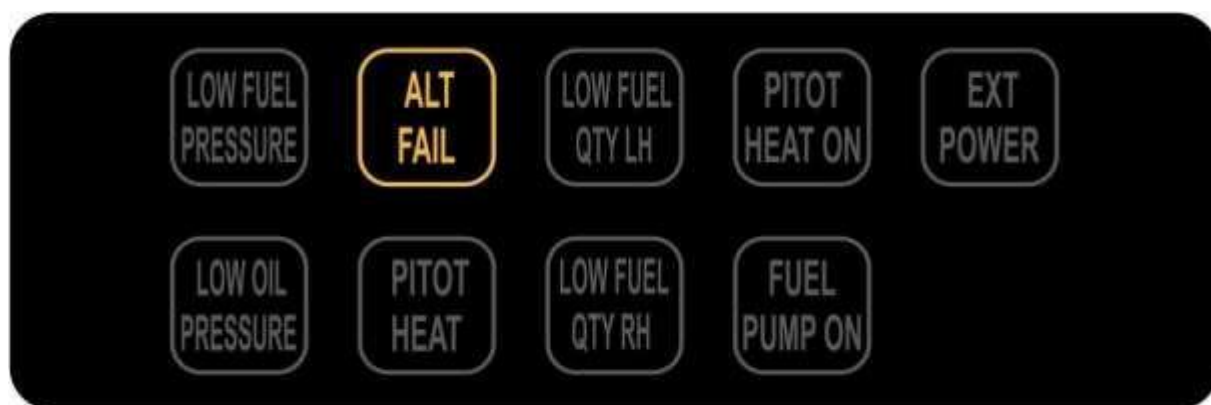 LOW FUEL
PRESSURE
ALT
FAIL
LOW FUEL
QTY LH
PITOT
HEAT ON
EXT
POWER
LOW OIL
PRESSURE
PITOT
HEAT
LOW FUEL
QTY RH
FUEL
PUMP ON